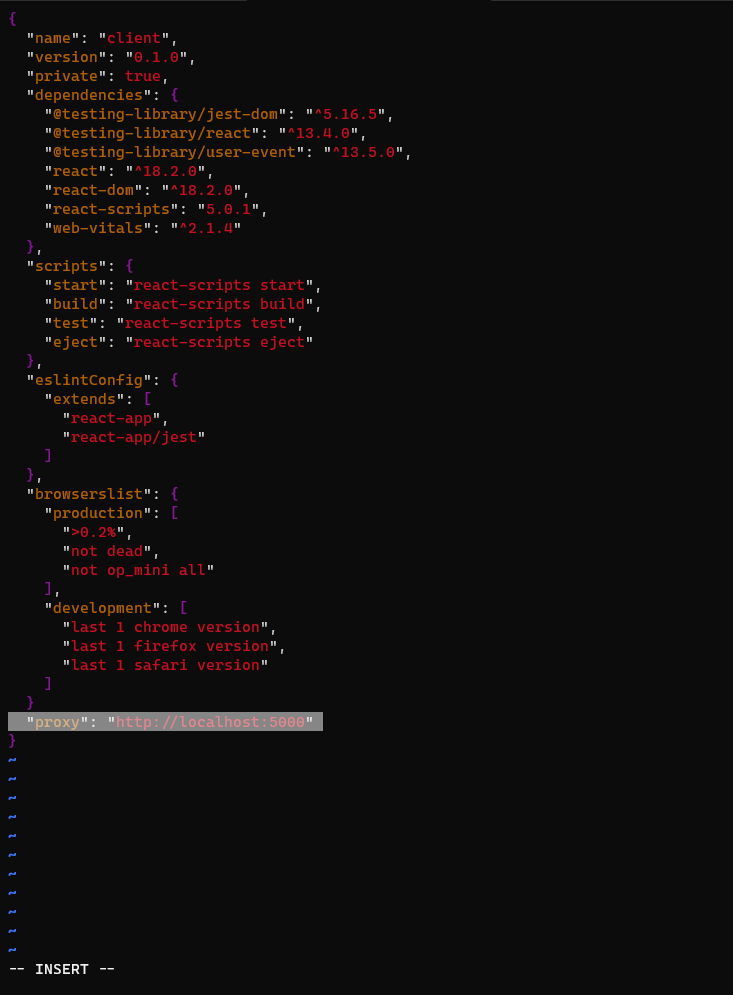 {
  "name": "client",
  "version": "0.1.0",
  "private": true,
  "dependencies": {
    "@testing-library/jest-dom": "^5.16.5",
    "@testing-library/react": "^13.4.0",
    "@testing-library/user-event": "^13.5.0",
    "react": "^18.2.0",
    "react-dom": "^18.2.0",
    "react-scripts": "5.0.1",
    "web-vitals": "^2.1.4"
  },
  "scripts": {
    "start": "react-scripts start",
    "build": "react-scripts build",
    "test": "react-scripts test",
    "eject": "react-scripts eject"
  },
  "eslintConfig": {
    "extends": [
      "react-app",
      "react-app/jest"
    ]
  },
  "browserslist": {
    "production": [
      ">0.2%",
      "not dead",
      "not op_mini all"
    ],
    "development": [
      "last 1 chrome version",
      "last 1 firefox version",
      "last 1 safari version"
    ]
  }
  "proxy": "http://localhost:5000"
}
~
~
~
~
~
~
~
~
~
~
~
-- INSERT --